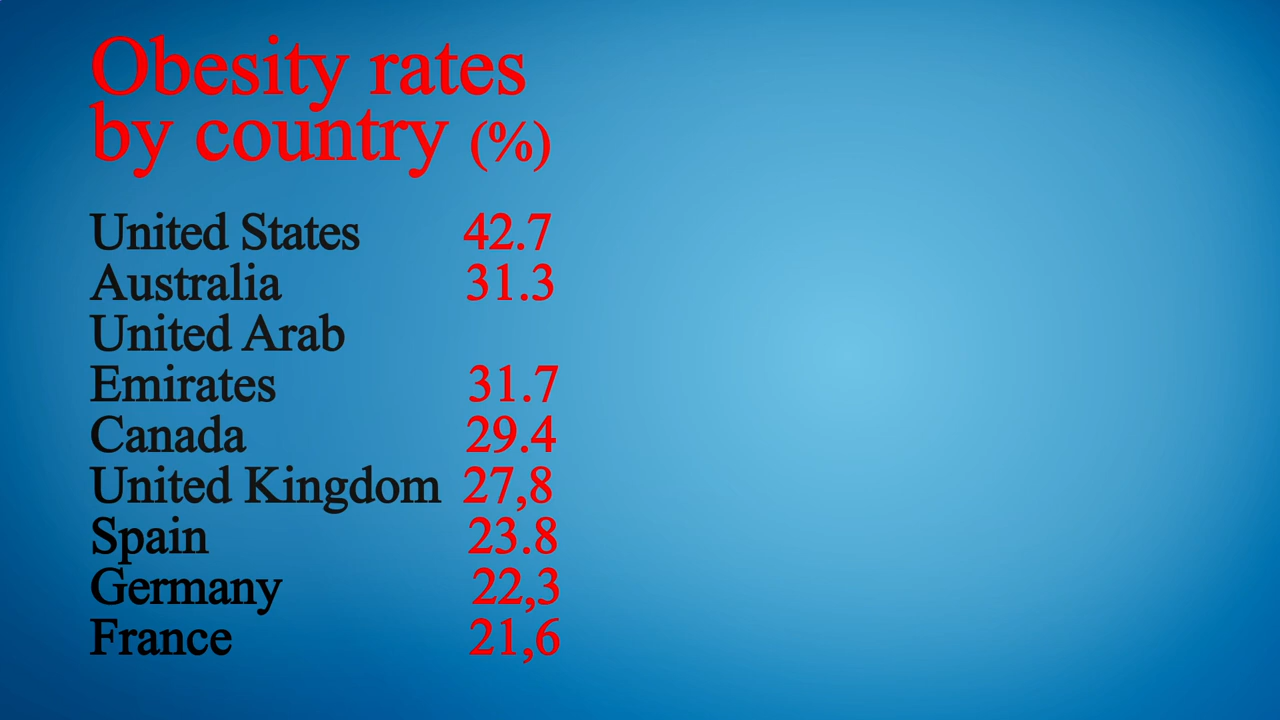 Obesity rates
by country (%)
United States 42.7
Australia 31.3
United Arab
Emirates 31.7
Canada 29.4
United Kingdom 27,8
Spain 23.8
Germany 22,3
France 21,6